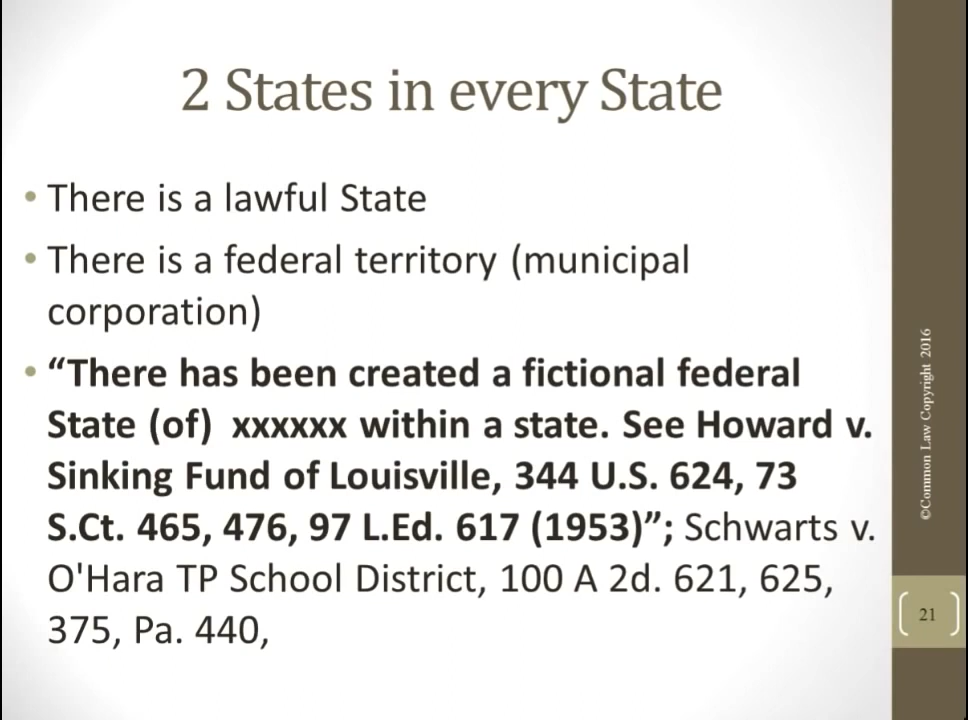 2 States in every State
• There is a lawful State
• There is a federal territory (municipal
corporation)
• “There has been created a fictional federal
State (of)  xxxxxx within a state. See Howard v.
Sinking Fund of Louisville, 344 U.S. 624, 73
S.Ct. 465, 476, 97 L.Ed. 617 (1953)”; Schwarts v.
O'Hara TP School District, 100 A 2d. 621, 625,
375, Pa. 440,
©Common Law Copyright 2016
21